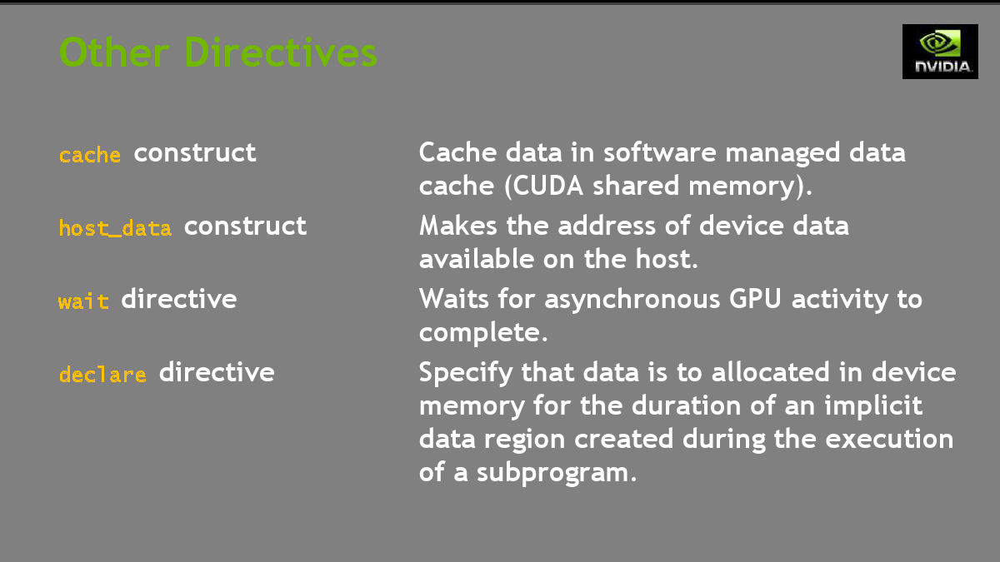 Other Directives
NVIDIA
cache construct
Cache data in software managed data
cache (CUDA shared memory).
host_data construct
Makes the address of device data
available on the host.
wait directive
Waits for asynchronous GPU activity to
complete.
declare directive
Specify that data is to allocated in device
memory for the duration of an implicit
data region created during the execution
of a subprogram.